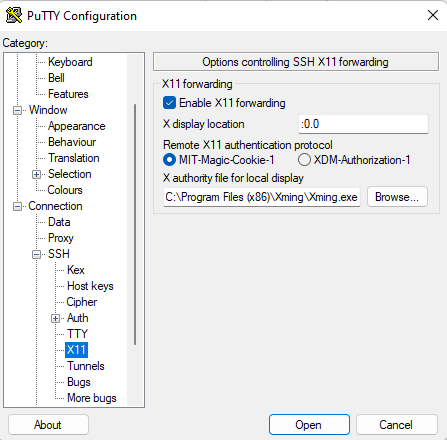 PuTTY Configuration
Category:
Keyboard
Bell
Features
Window
Appearance
Behaviour
Translation
Selection
Colours
Connection
Data
Proxy
SSH
Kex
Host keys
Cipher
Auth
TTY
X11
Tunnels
Bugs
More bugs
Options controlling SSH X11 forwarding
X11 forwarding
Enable X11 forwarding
X display location :0.0
Remote X11 authentication protocol
MIT-Magic-Cookie-1 XDM-Authorization-1
X authority file for local display
C:\Program Files (x86)\Xming\Xming.exe Browse...
About Open Cancel